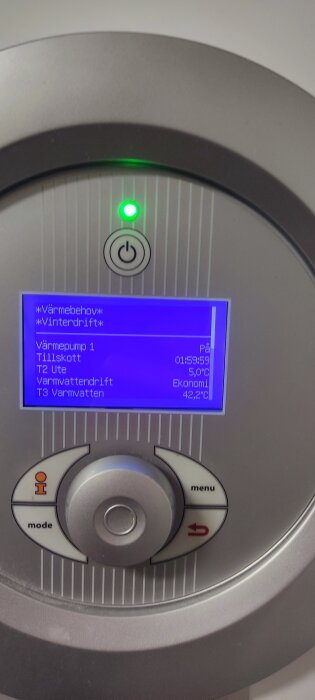 *Värmebehov*
*Vinterdrift*
Värmepump 1 På
Tillskott 01:59:59
T2 Ute 5,0°C
Varmvattendrift Ekonomi
T3 Varmvatten 42,2°C
i
menu
mode